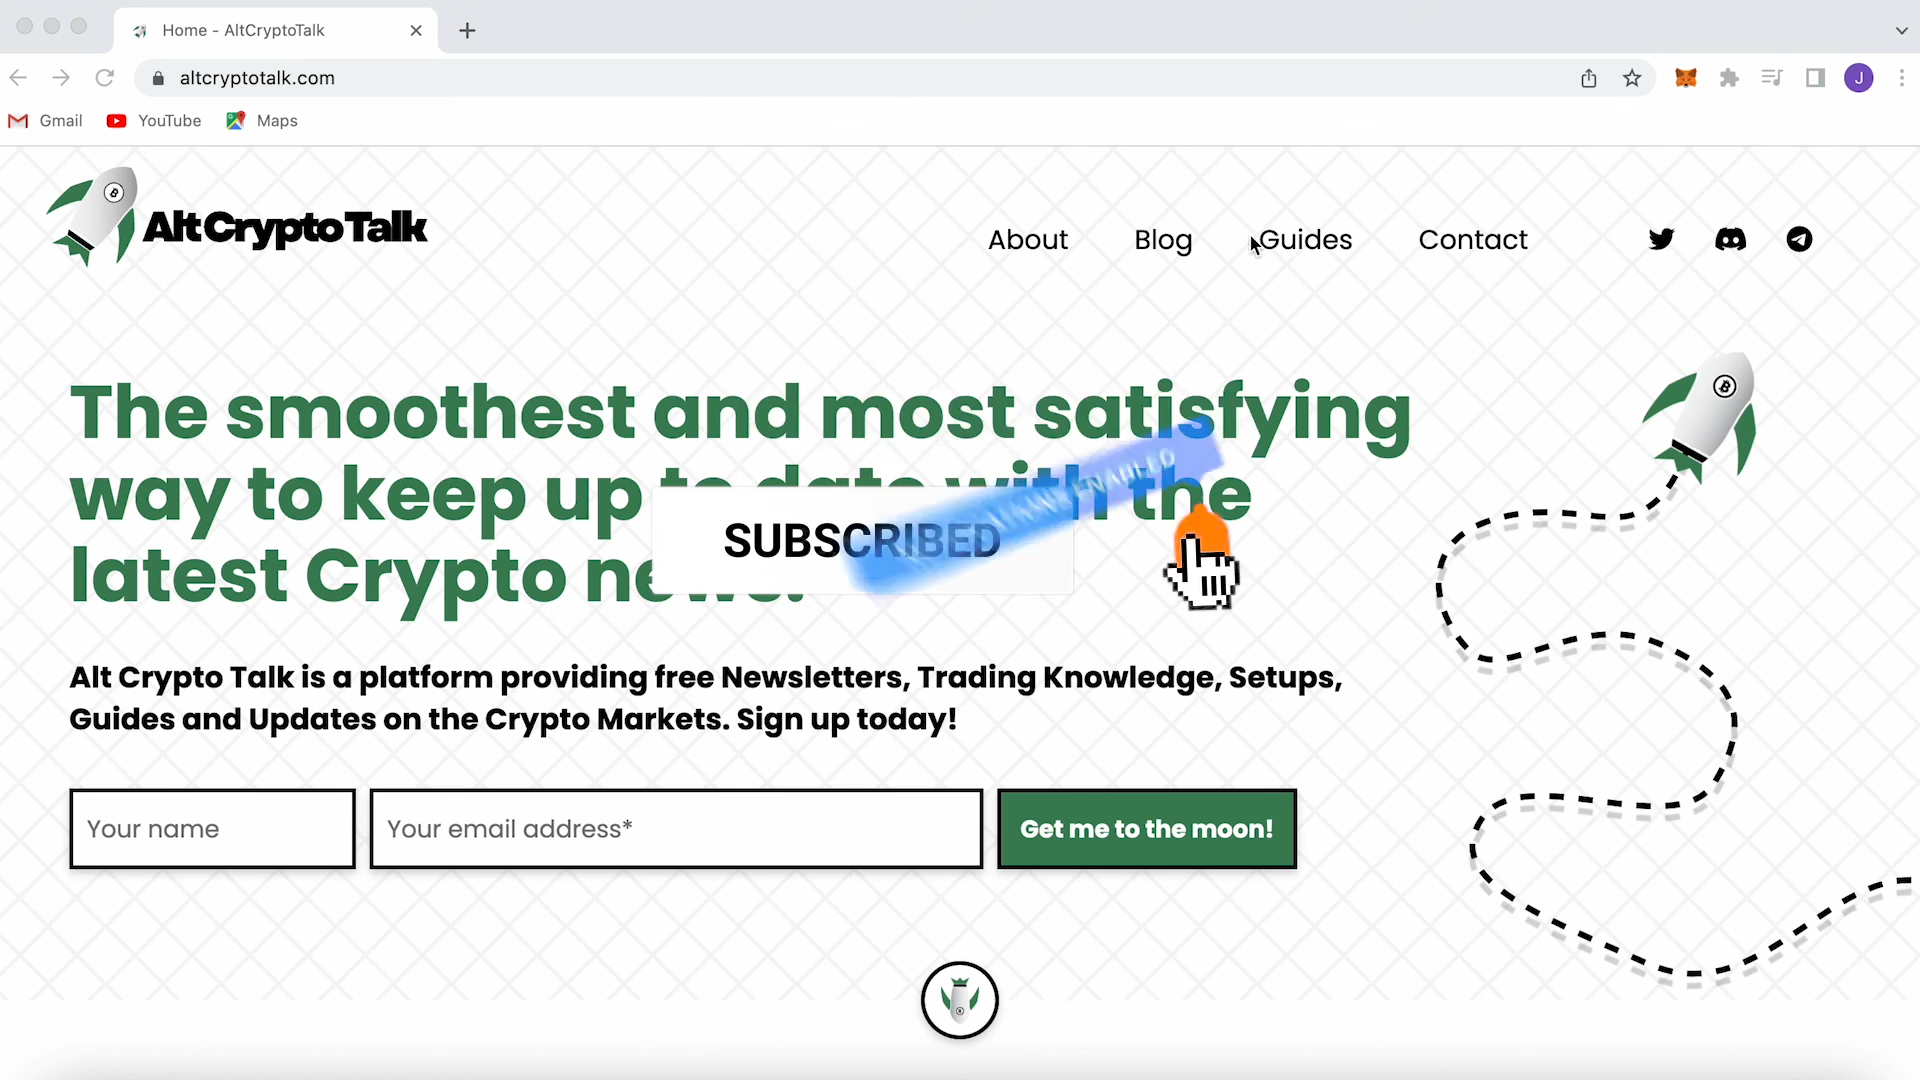 Home - AltCryptoTalk
altcryptotalk.com
J
Gmail
YouTube
Maps
Alt Crypto Talk
About
Blog
Guides
Contact
The smoothest and most satisfying
way to keep up to date with the
latest Crypto news.
SUBSCRIBED
Alt Crypto Talk is a platform providing free Newsletters, Trading Knowledge, Setups,
Guides and Updates on the Crypto Markets. Sign up today!
Your name
Your email address*
Get me to the moon!